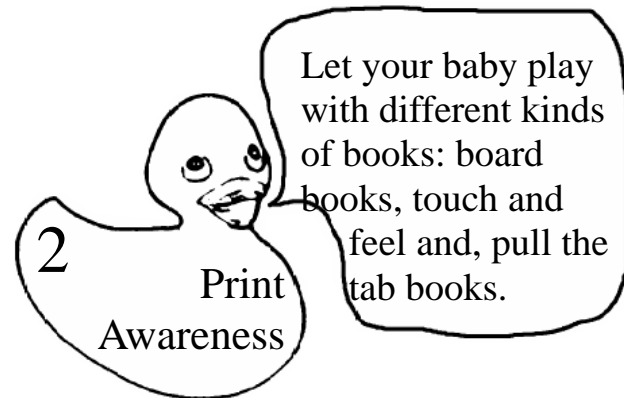 Let your baby play
with different kinds
of books: board
books, touch and
feel and, pull the
tab books.
2
Print
Awareness